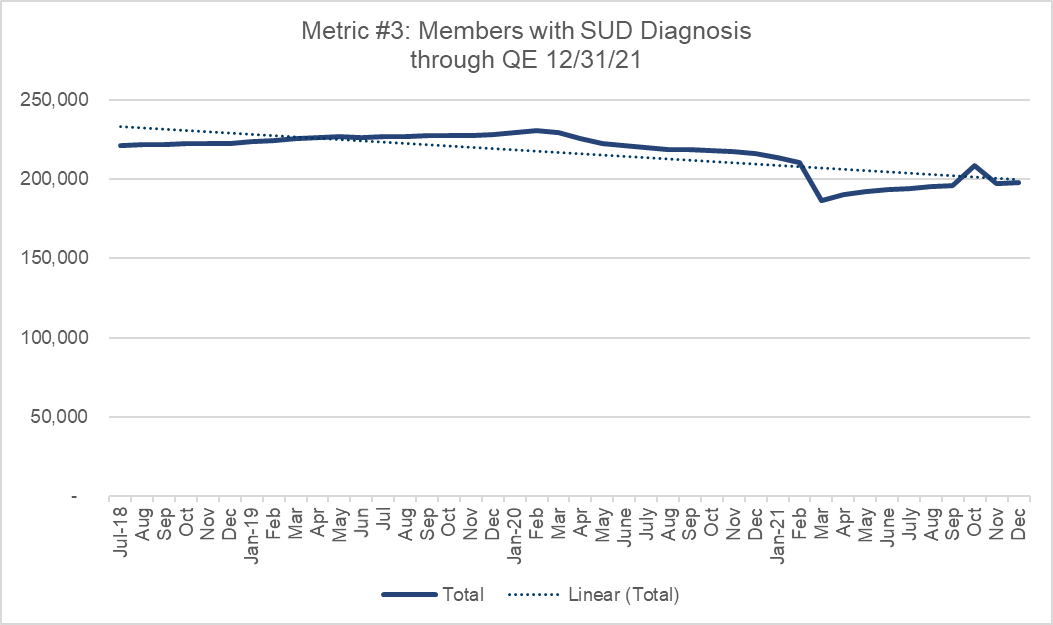 Metric #3: Members with SUD Diagnosis
through QE 12/31/21
250,000
200,000
150,000
100,000
50,000
-
Jul-18
Aug
Sep
Oct
Nov
Dec
Jan-19
Feb
Mar
Apr
May
Jun
Jul
Aug
Sep
Oct
Nov
Dec
Jan-20
Feb
Mar
Apr
May
June
July
Aug
Sep
Oct
Nov
Dec
Jan-21
Feb
Mar
Apr
May
June
July
Aug
Sep
Oct
Nov
Dec
Total
Linear (Total)